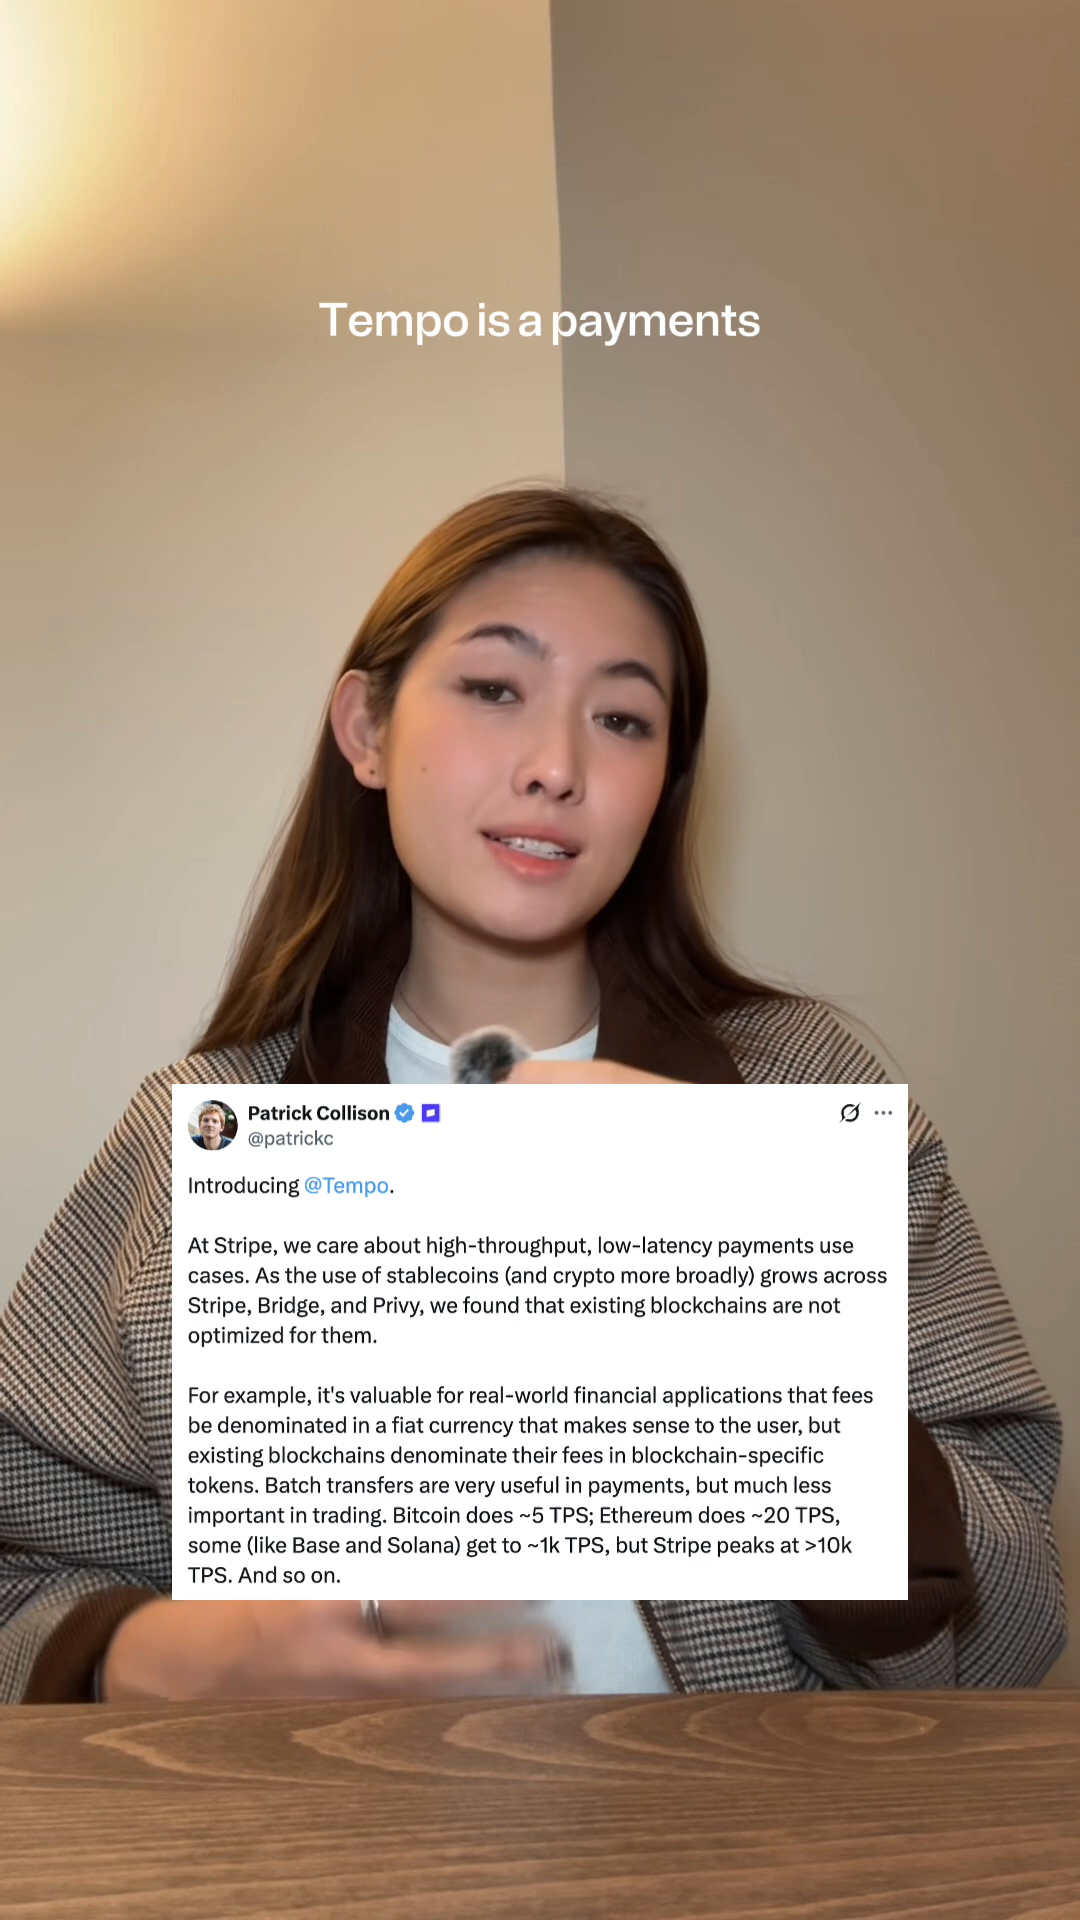 Tempo is a payments
Patrick Collison
@patrickc
Introducing @Tempo.
At Stripe, we care about high-throughput, low-latency payments use
cases. As the use of stablecoins (and crypto more broadly) grows across
Stripe, Bridge, and Privy, we found that existing blockchains are not
optimized for them.
For example, it's valuable for real-world financial applications that fees
be denominated in a fiat currency that makes sense to the user, but
existing blockchains denominate their fees in blockchain-specific
tokens. Batch transfers are very useful in payments, but much less
important in trading. Bitcoin does ~5 TPS; Ethereum does ~20 TPS,
some (like Base and Solana) get to ~1k TPS, but Stripe peaks at >10k
TPS. And so on.